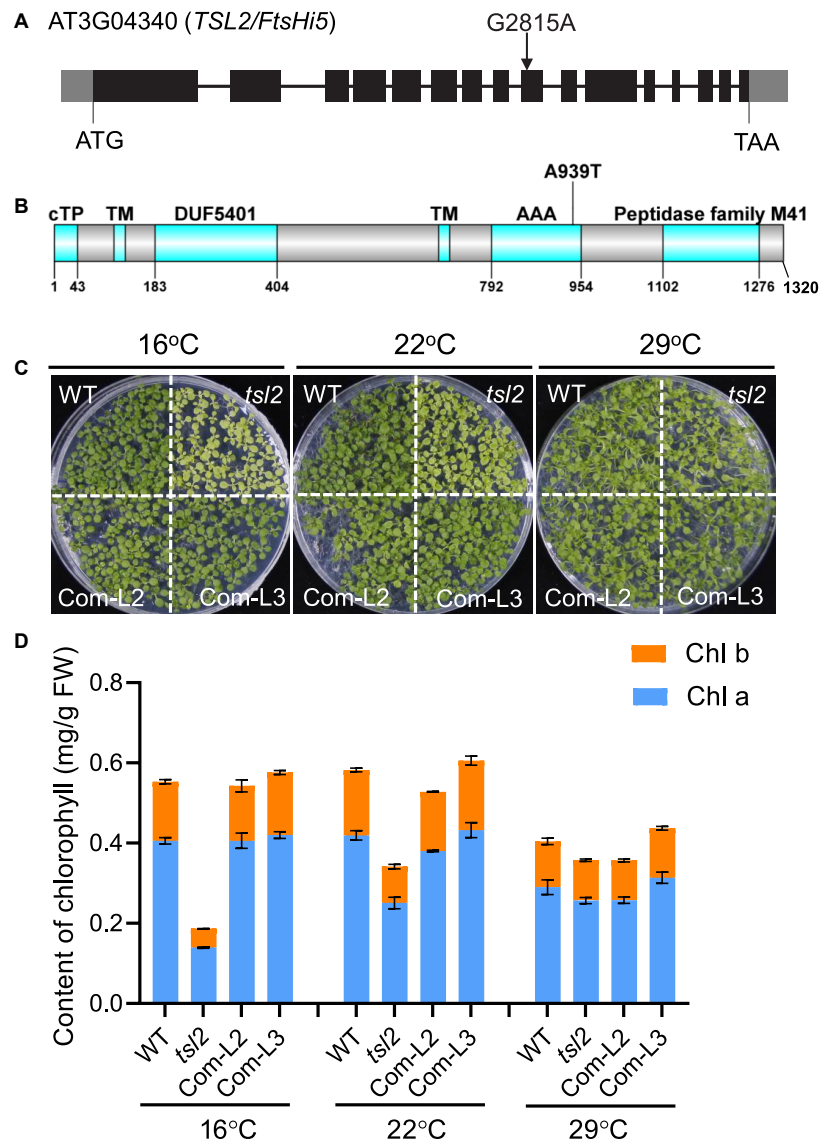 A AT3G04340 (TSL2/FtsHi5)
G2815A
ATG TAA
A939T
B cTP TM DUF5401 TM AAA Peptidase family M41
1 43 183 404 792 954 1102 1276 1320
16°C 22°C 29°C
C
WT tsl2 WT tsl2 WT tsl2
Com-L2 Com-L3 Com-L2 Com-L3 Com-L2 Com-L3
D
Chl b
Chl a
Content of chlorophyll (mg/g FW)
0.8
0.6
0.4
0.2
0.0
WT tsl2 Com-L2 Com-L3 WT tsl2 Com-L2 Com-L3 WT tsl2 Com-L2 Com-L3
16°C 22°C 29°C